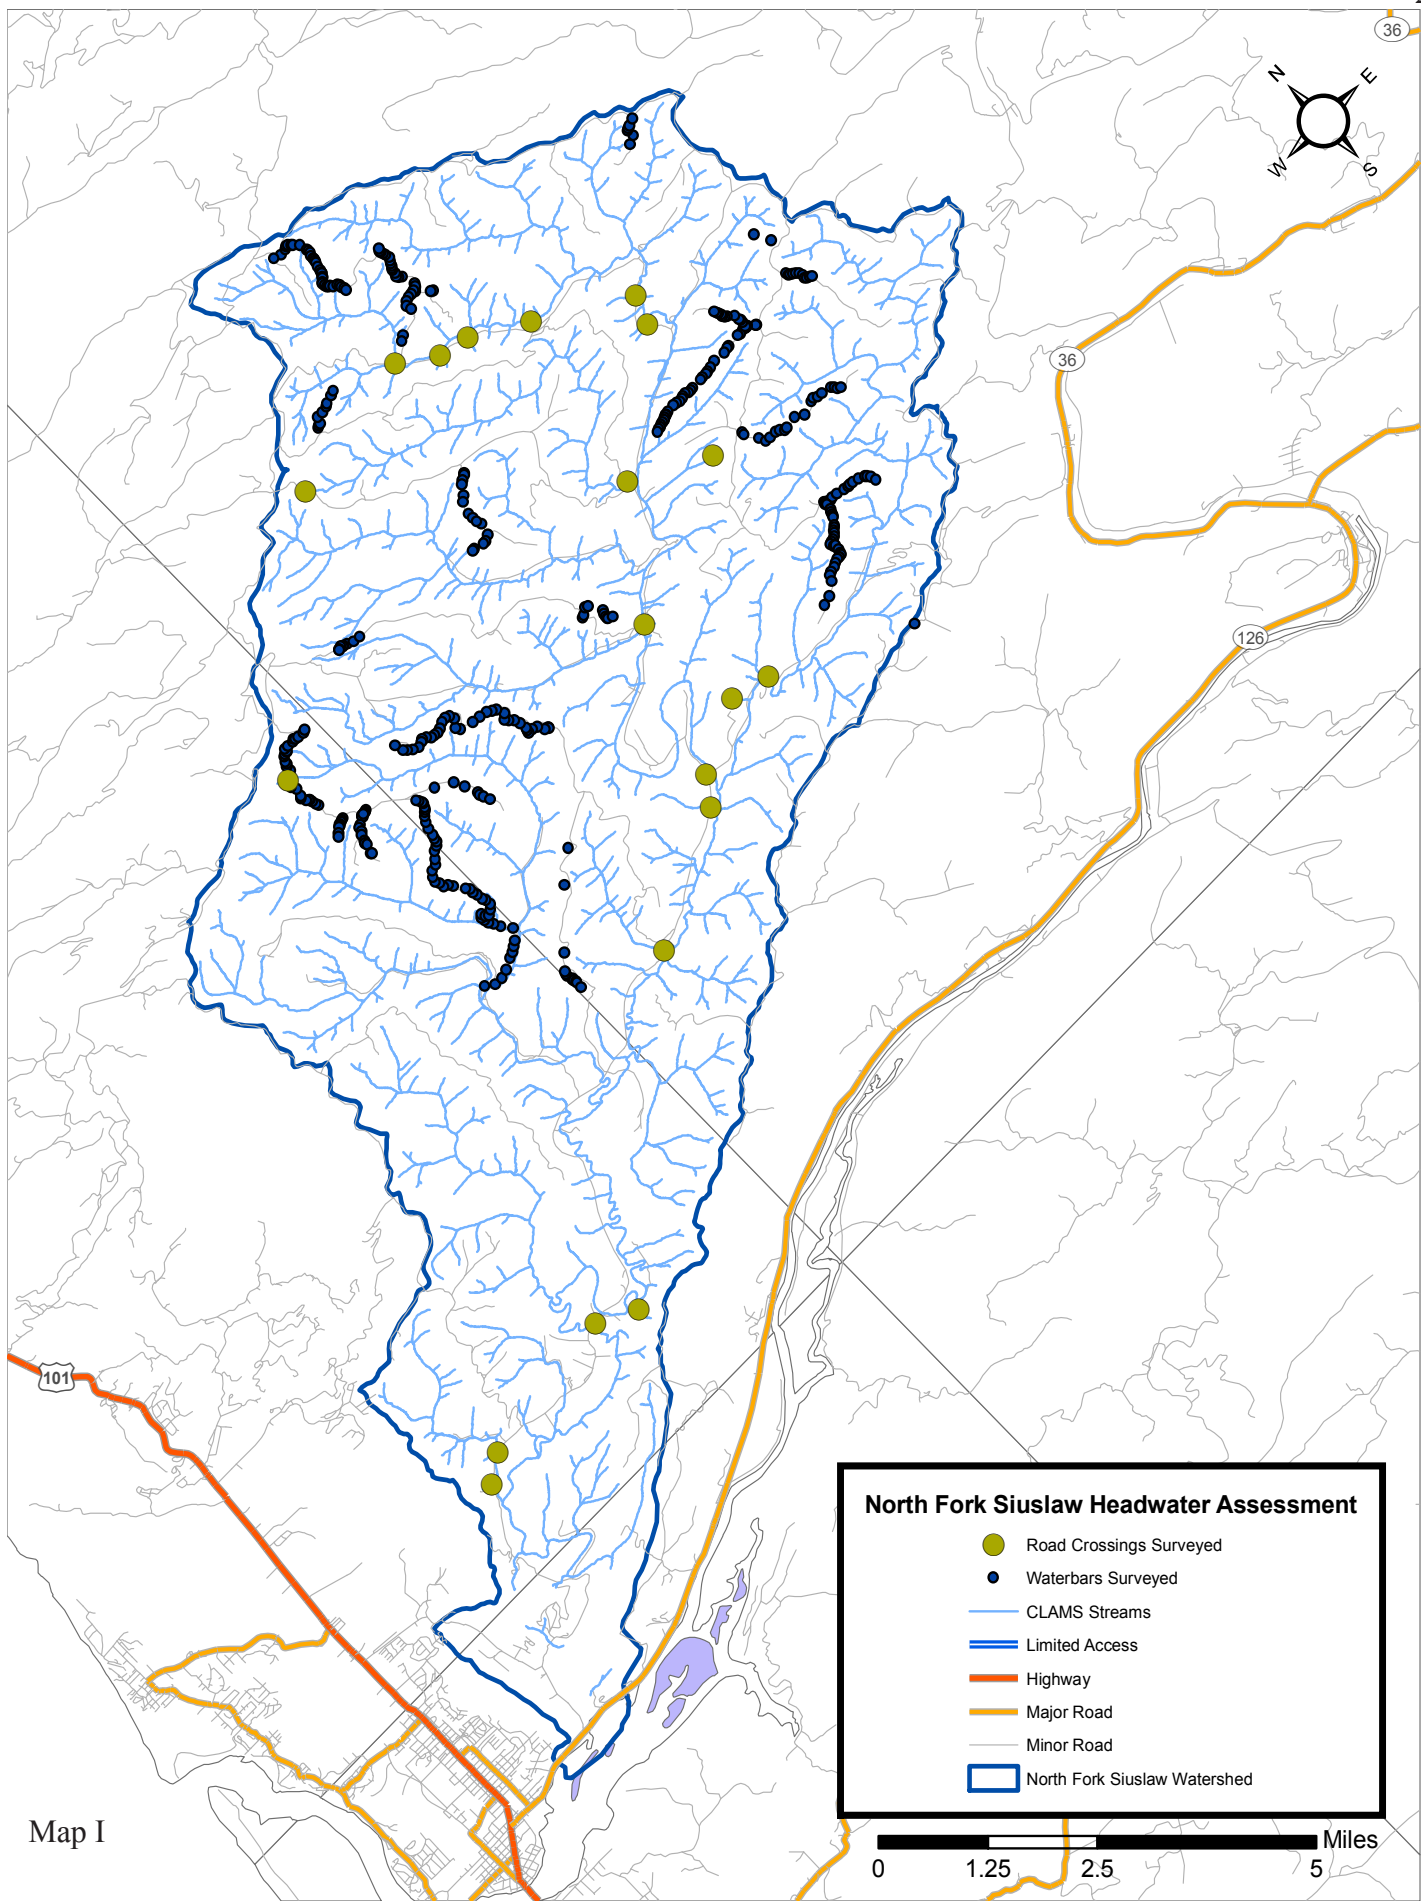 36
N
E
W
S
36
126
101
North Fork Siuslaw Headwater Assessment
Road Crossings Surveyed
Waterbars Surveyed
CLAMS Streams
Limited Access
Highway
Major Road
Minor Road
North Fork Siuslaw Watershed
Map I
Miles
0 1.25 2.5 5